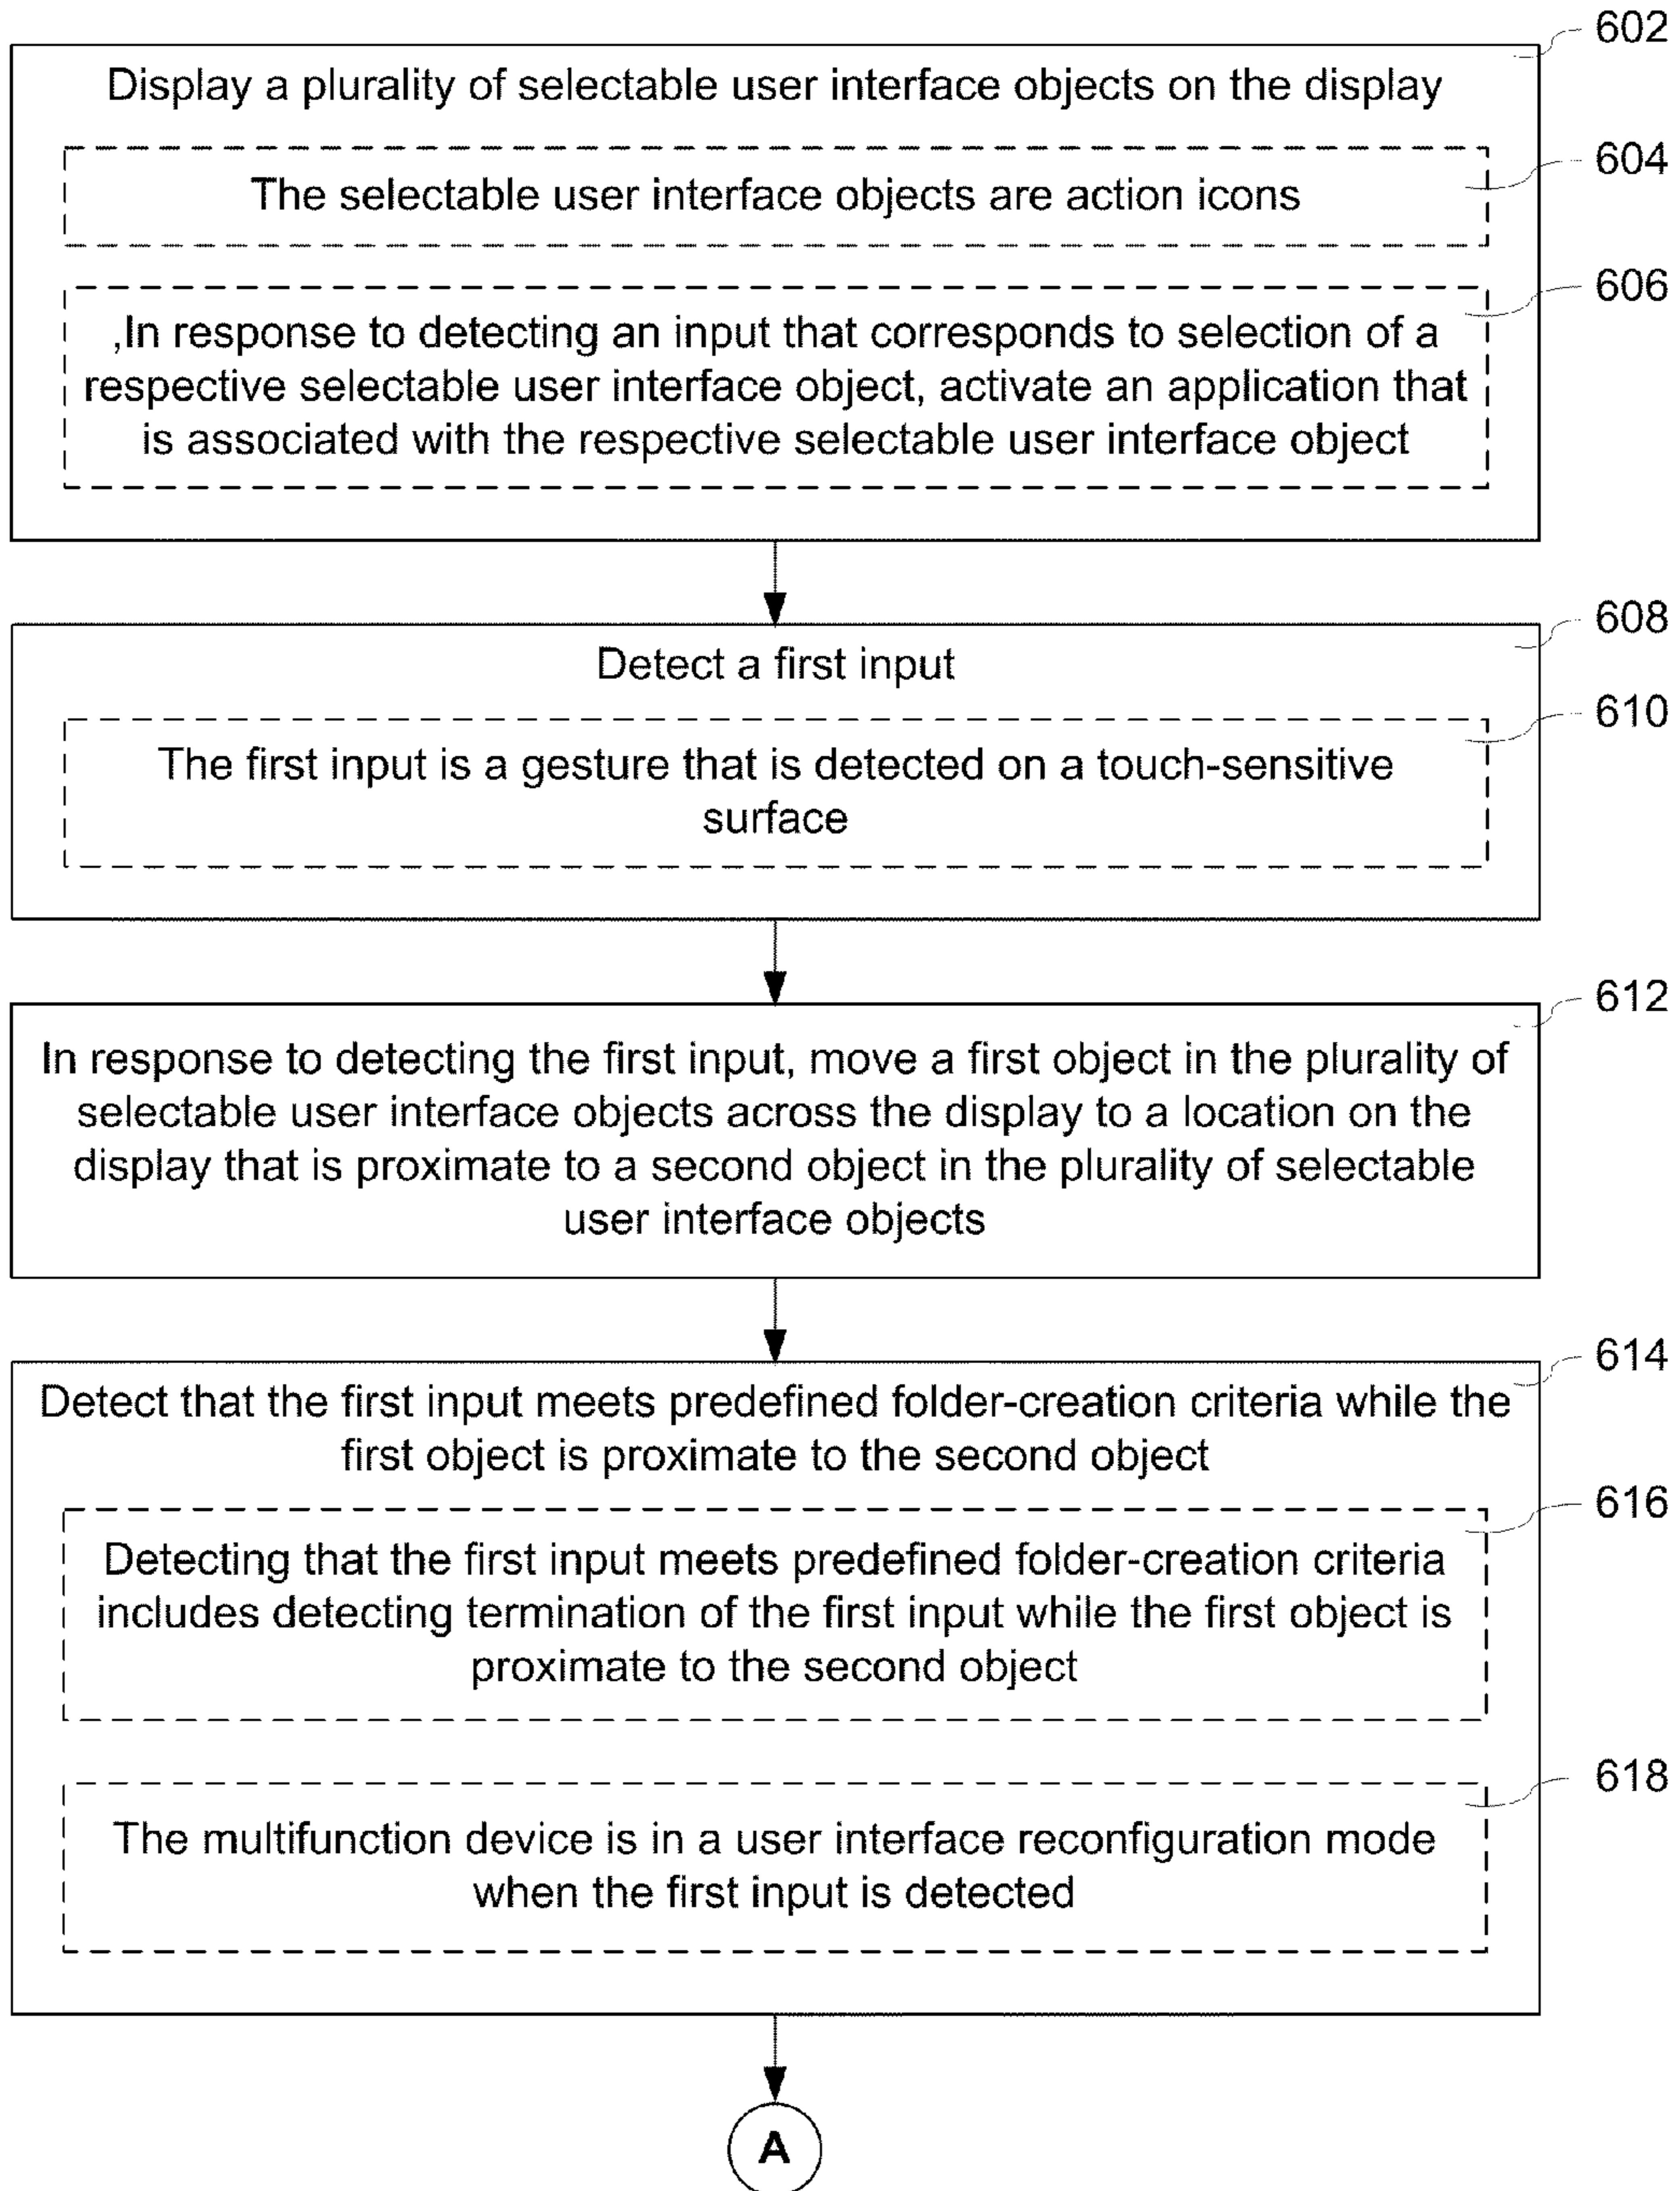 602
Display a plurality of selectable user interface objects on the display
604
The selectable user interface objects are action icons
606
,In response to detecting an input that corresponds to selection of a
respective selectable user interface object, activate an application that
is associated with the respective selectable user interface object
608
Detect a first input
610
The first input is a gesture that is detected on a touch-sensitive
surface
612
In response to detecting the first input, move a first object in the plurality of
selectable user interface objects across the display to a location on the
display that is proximate to a second object in the plurality of selectable
user interface objects
614
Detect that the first input meets predefined folder-creation criteria while the
first object is proximate to the second object
616
Detecting that the first input meets predefined folder-creation criteria
includes detecting termination of the first input while the first object is
proximate to the second object
618
The multifunction device is in a user interface reconfiguration mode
when the first input is detected
A